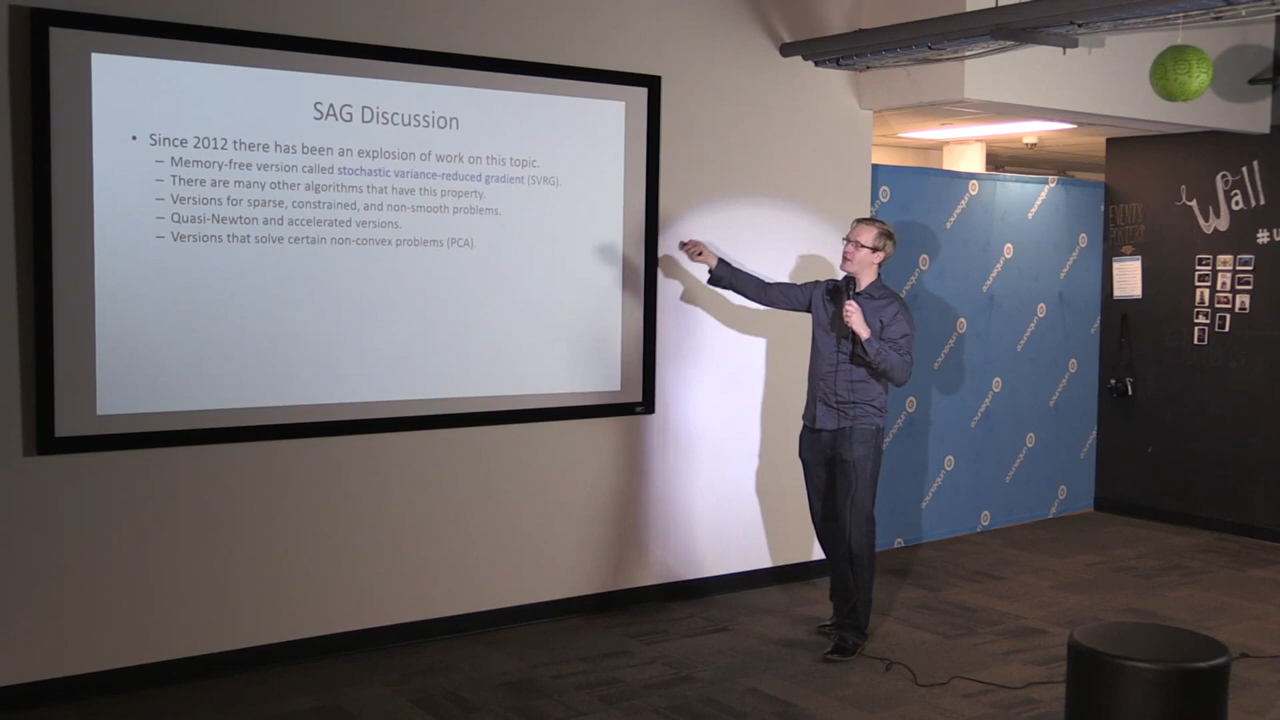 SAG Discussion
• Since 2012 there has been an explosion of work on this topic.
– Memory-free version called stochastic variance-reduced gradient (SVRG).
– There are many other algorithms that have this property.
– Versions for sparse, constrained, and non-smooth problems.
– Quasi-Newton and accelerated versions.
– Versions that solve certain non-convex problems (PCA).
unbounce
Wall
EVENTS